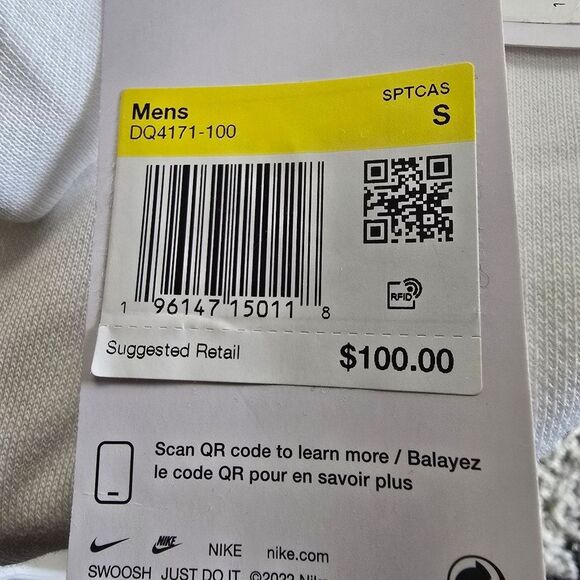 Mens
SPTCAS
DQ4171-100
S
1 96147 15011 8
RFID
Suggested Retail
$100.00
Scan QR code to learn more / Balayez
le code QR pour en savoir plus
NIKE NIKE nike.com
SWOOSH JUST DO IT